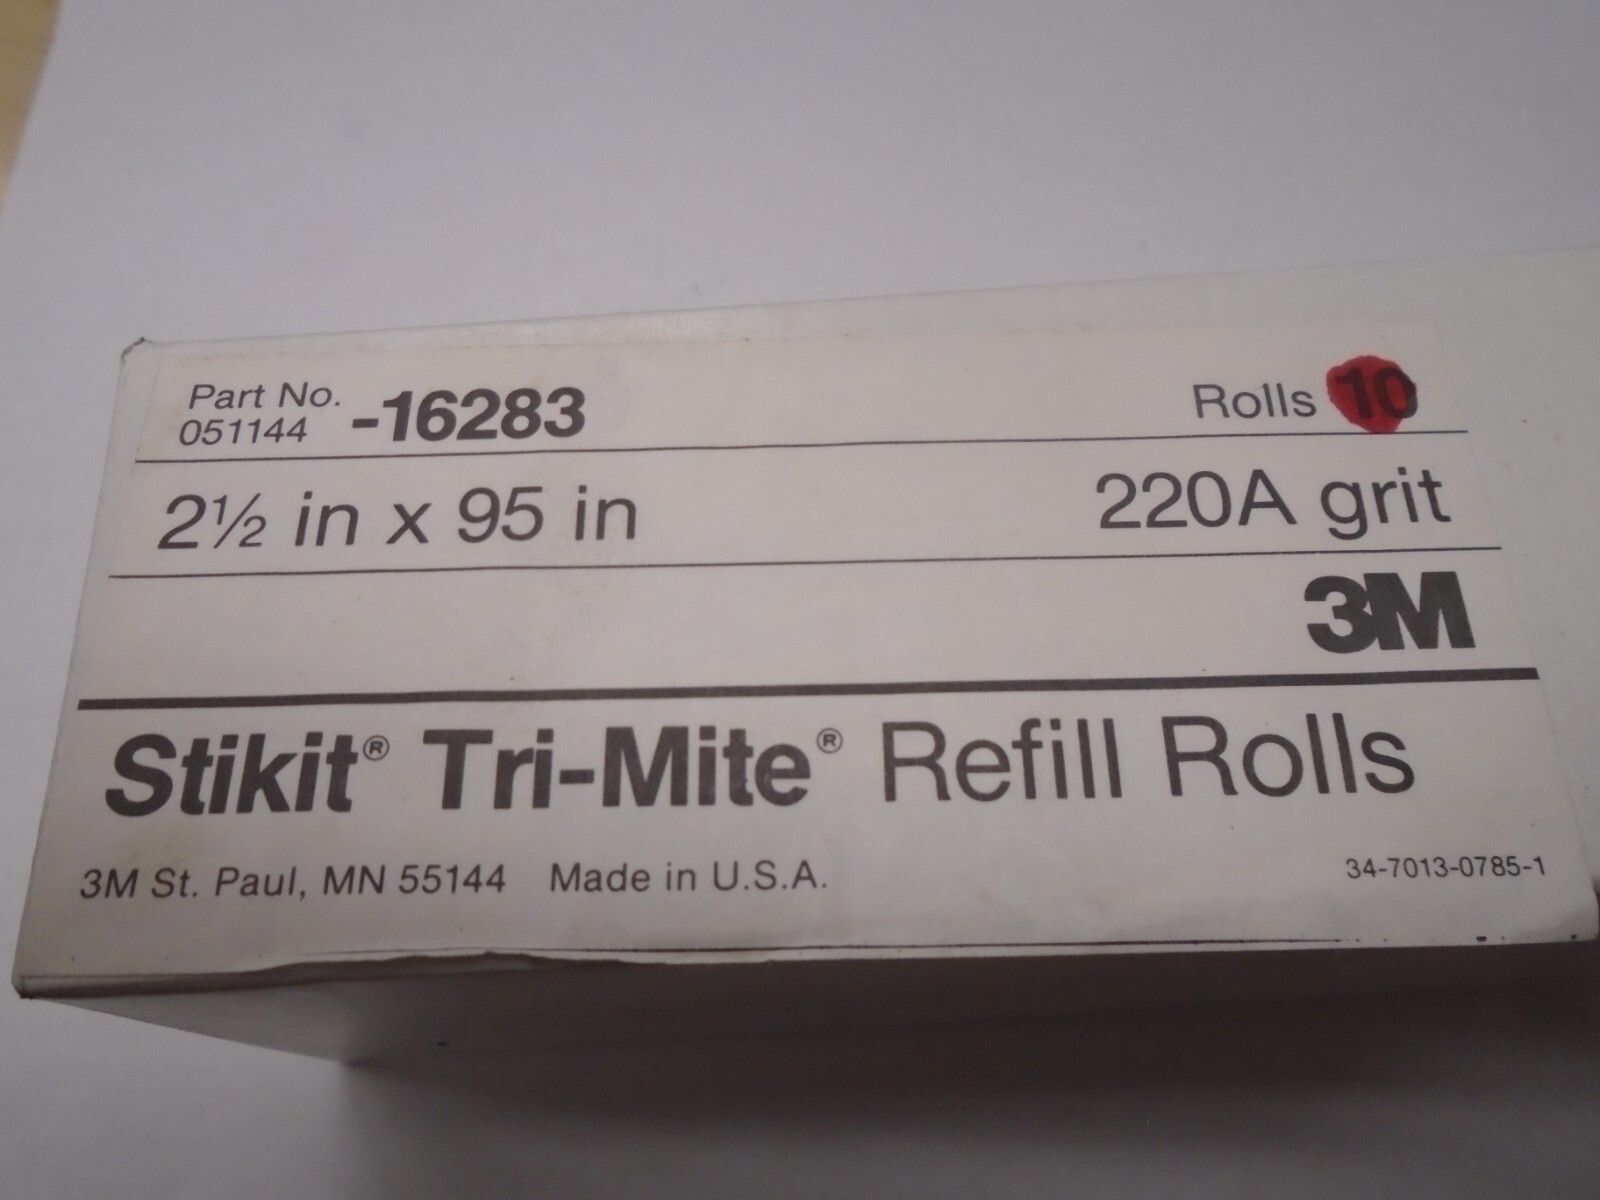 Part No. 051144 -16283 Rolls 10
2½ in x 95 in 220A grit
3M
Stikit® Tri-Mite® Refill Rolls
3M St. Paul, MN 55144 Made in U.S.A. 34-7013-0785-1